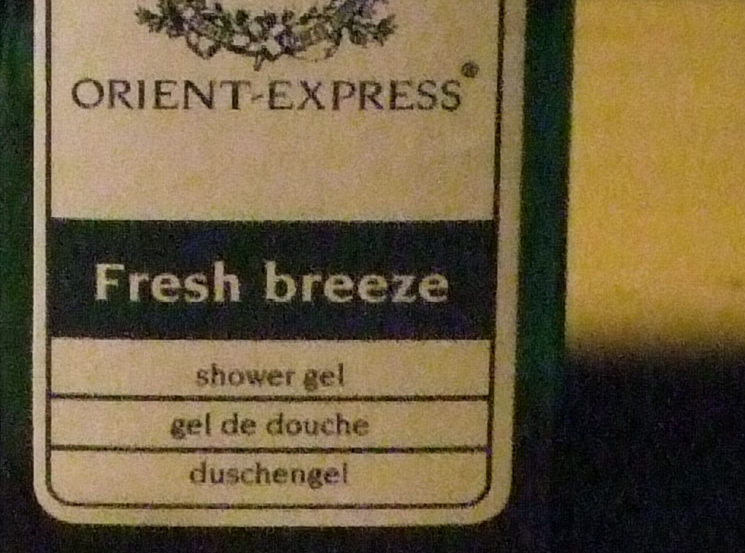 ORIENT-EXPRESS®
Fresh breeze
shower gel
gel de douche
duschengel